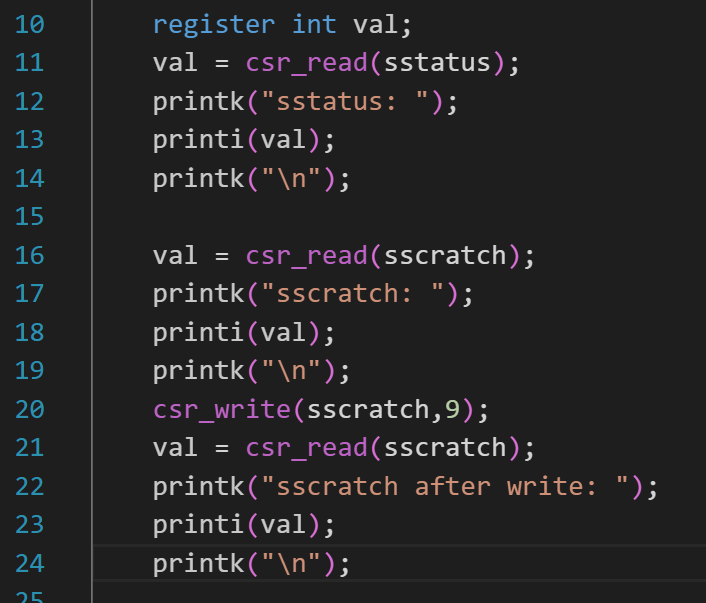 10 register int val;
11 val = csr_read(sstatus);
12 printk("sstatus: ");
13 printi(val);
14 printk("\n");
15
16 val = csr_read(sscratch);
17 printk("sscratch: ");
18 printi(val);
19 printk("\n");
20 csr_write(sscratch,9);
21 val = csr_read(sscratch);
22 printk("sscratch after write: ");
23 printi(val);
24 printk("\n");
25